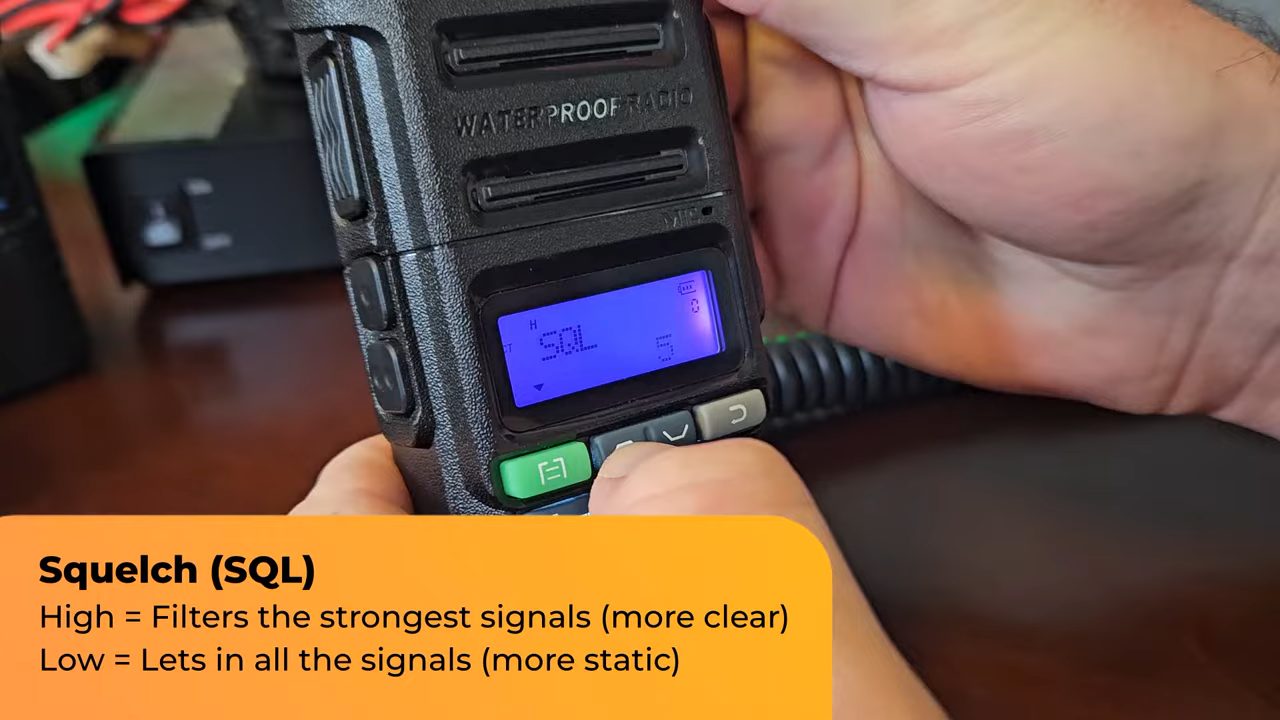 WATERPROOF RADIO
MIC
0
H
CT
SQL 5
Squelch (SQL)
High = Filters the strongest signals (more clear)
Low = Lets in all the signals (more static)